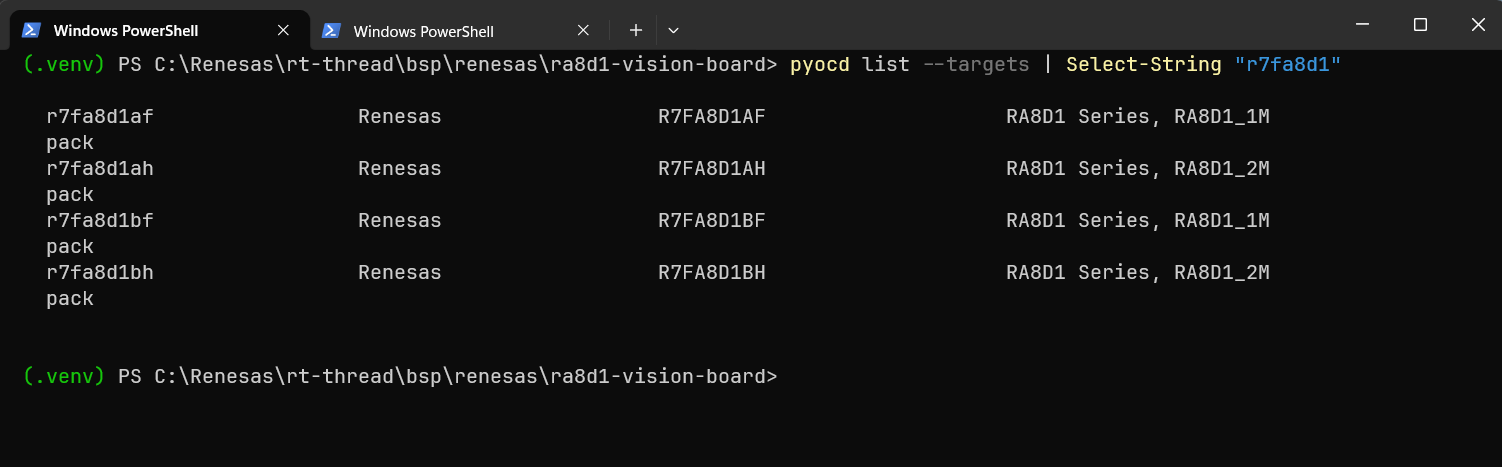 Windows PowerShell
Windows PowerShell
(.venv) PS C:\Renesas\rt-thread\bsp\renesas\ra8d1-vision-board> pyocd list --targets | Select-String "r7fa8d1"
r7fa8d1af Renesas R7FA8D1AF RA8D1 Series, RA8D1_1M
pack
r7fa8d1ah Renesas R7FA8D1AH RA8D1 Series, RA8D1_2M
pack
r7fa8d1bf Renesas R7FA8D1BF RA8D1 Series, RA8D1_1M
pack
r7fa8d1bh Renesas R7FA8D1BH RA8D1 Series, RA8D1_2M
pack
(.venv) PS C:\Renesas\rt-thread\bsp\renesas\ra8d1-vision-board>